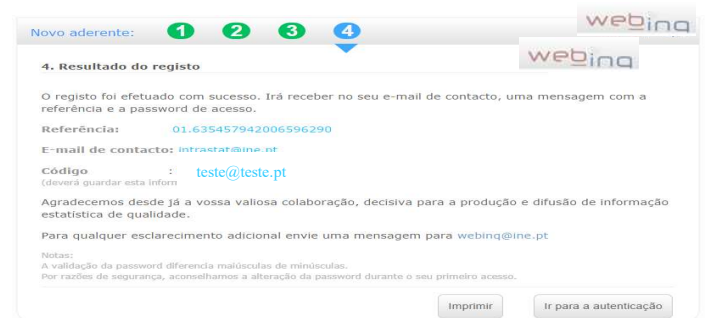 webinq
Novo aderente: 1 2 3 4
webinq
4. Resultado do registo
O registo foi efetuado com sucesso. Irá receber no seu e-mail de contacto, uma mensagem com a
referência e a password de acesso.
Referência: 01.635457942006596290
E-mail de contacto: intrastat@ine.pt
Código : teste@teste.pt
(deverá guardar esta inform
Agradecemos desde já a vossa valiosa colaboração, decisiva para a produção e difusão de informação
estatística de qualidade.
Para qualquer esclarecimento adicional envie uma mensagem para webinq@ine.pt
Notas:
A validação da password diferencia maiúsculas de minúsculas.
Por razões de segurança, aconselhamos a alteração da password durante o seu primeiro acesso.
Imprimir Ir para a autenticação